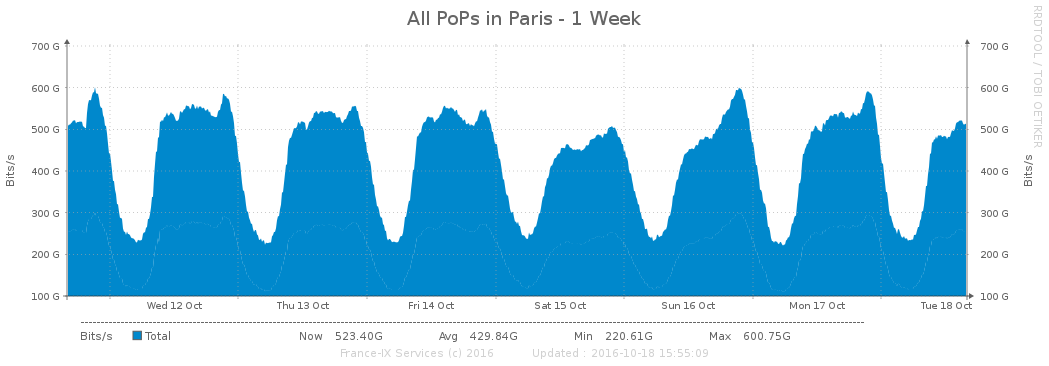 All PoPs in Paris - 1 Week
RRDTOOL / TOBI OETIKER
Bits/s
Bits/s
700 G 700 G
600 G 600 G
500 G 500 G
400 G 400 G
300 G 300 G
200 G 200 G
100 G 100 G
Wed 12 Oct Thu 13 Oct Fri 14 Oct Sat 15 Oct Sun 16 Oct Mon 17 Oct Tue 18 Oct
Bits/s Total Now 523.40G Avg 429.84G Min 220.61G Max 600.75G
France-IX Services (c) 2016 Updated : 2016-10-18 15:55:09